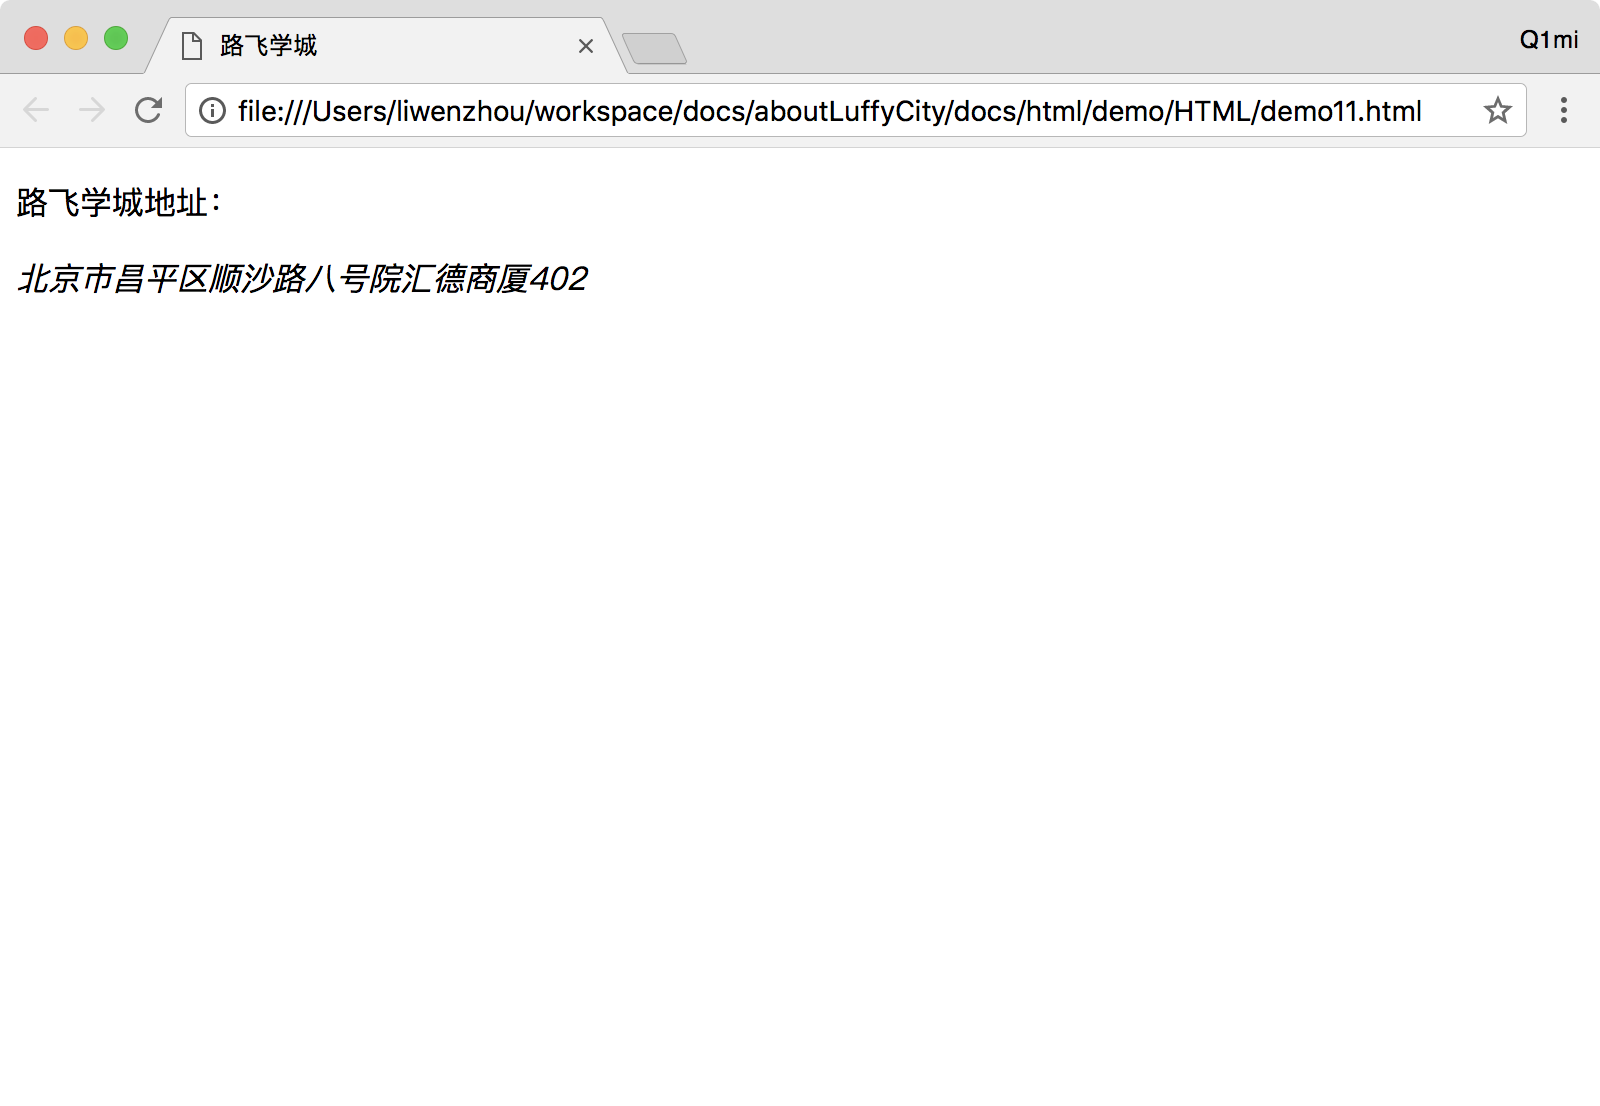 路飞学城
Q1mi
file:///Users/liwenzhou/workspace/docs/aboutLuffyCity/docs/html/demo/HTML/demo11.html
路飞学城地址：
北京市昌平区顺沙路八号院汇德商厦402